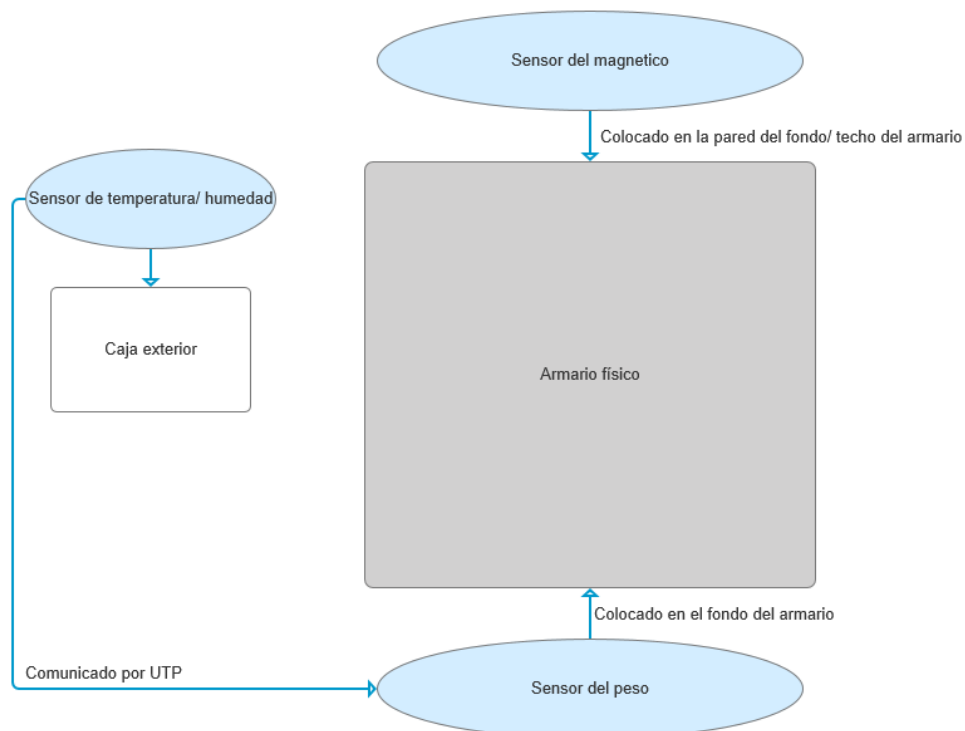 Sensor del magnetico
Colocado en la pared del fondo/ techo del armario
Sensor de temperatura/ humedad
Caja exterior
Armario físico
Colocado en el fondo del armario
Comunicado por UTP
Sensor del peso